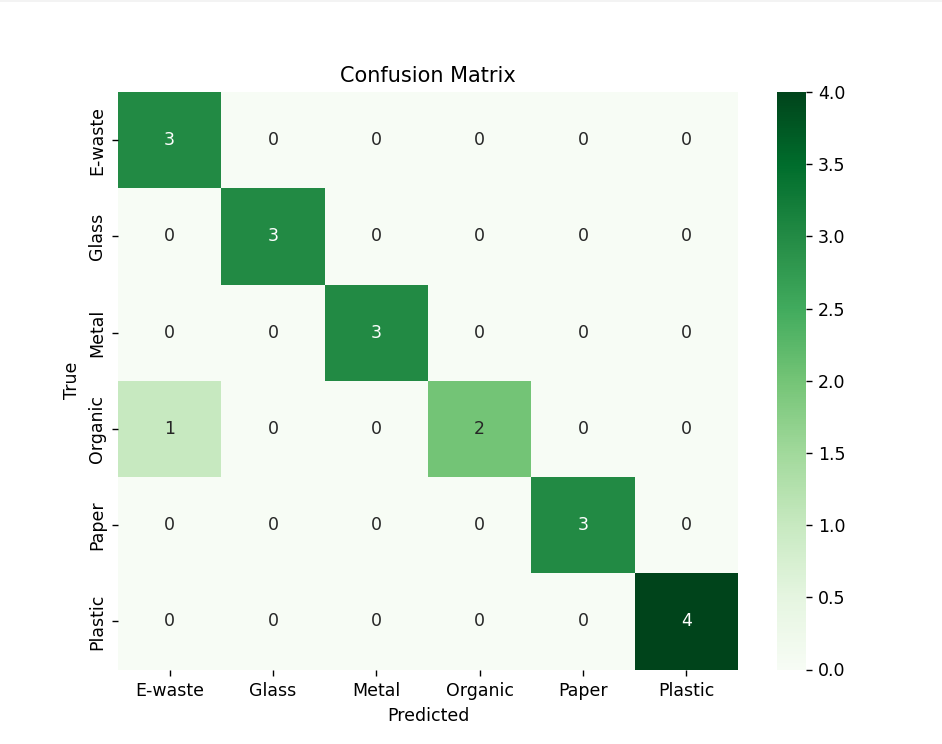 Confusion Matrix
E-waste 3 0 0 0 0 0
Glass 0 3 0 0 0 0
Metal 0 0 3 0 0 0
Organic 1 0 0 2 0 0
Paper 0 0 0 0 3 0
Plastic 0 0 0 0 0 4
True
E-waste Glass Metal Organic Paper Plastic
Predicted
4.0
3.5
3.0
2.5
2.0
1.5
1.0
0.5
0.0